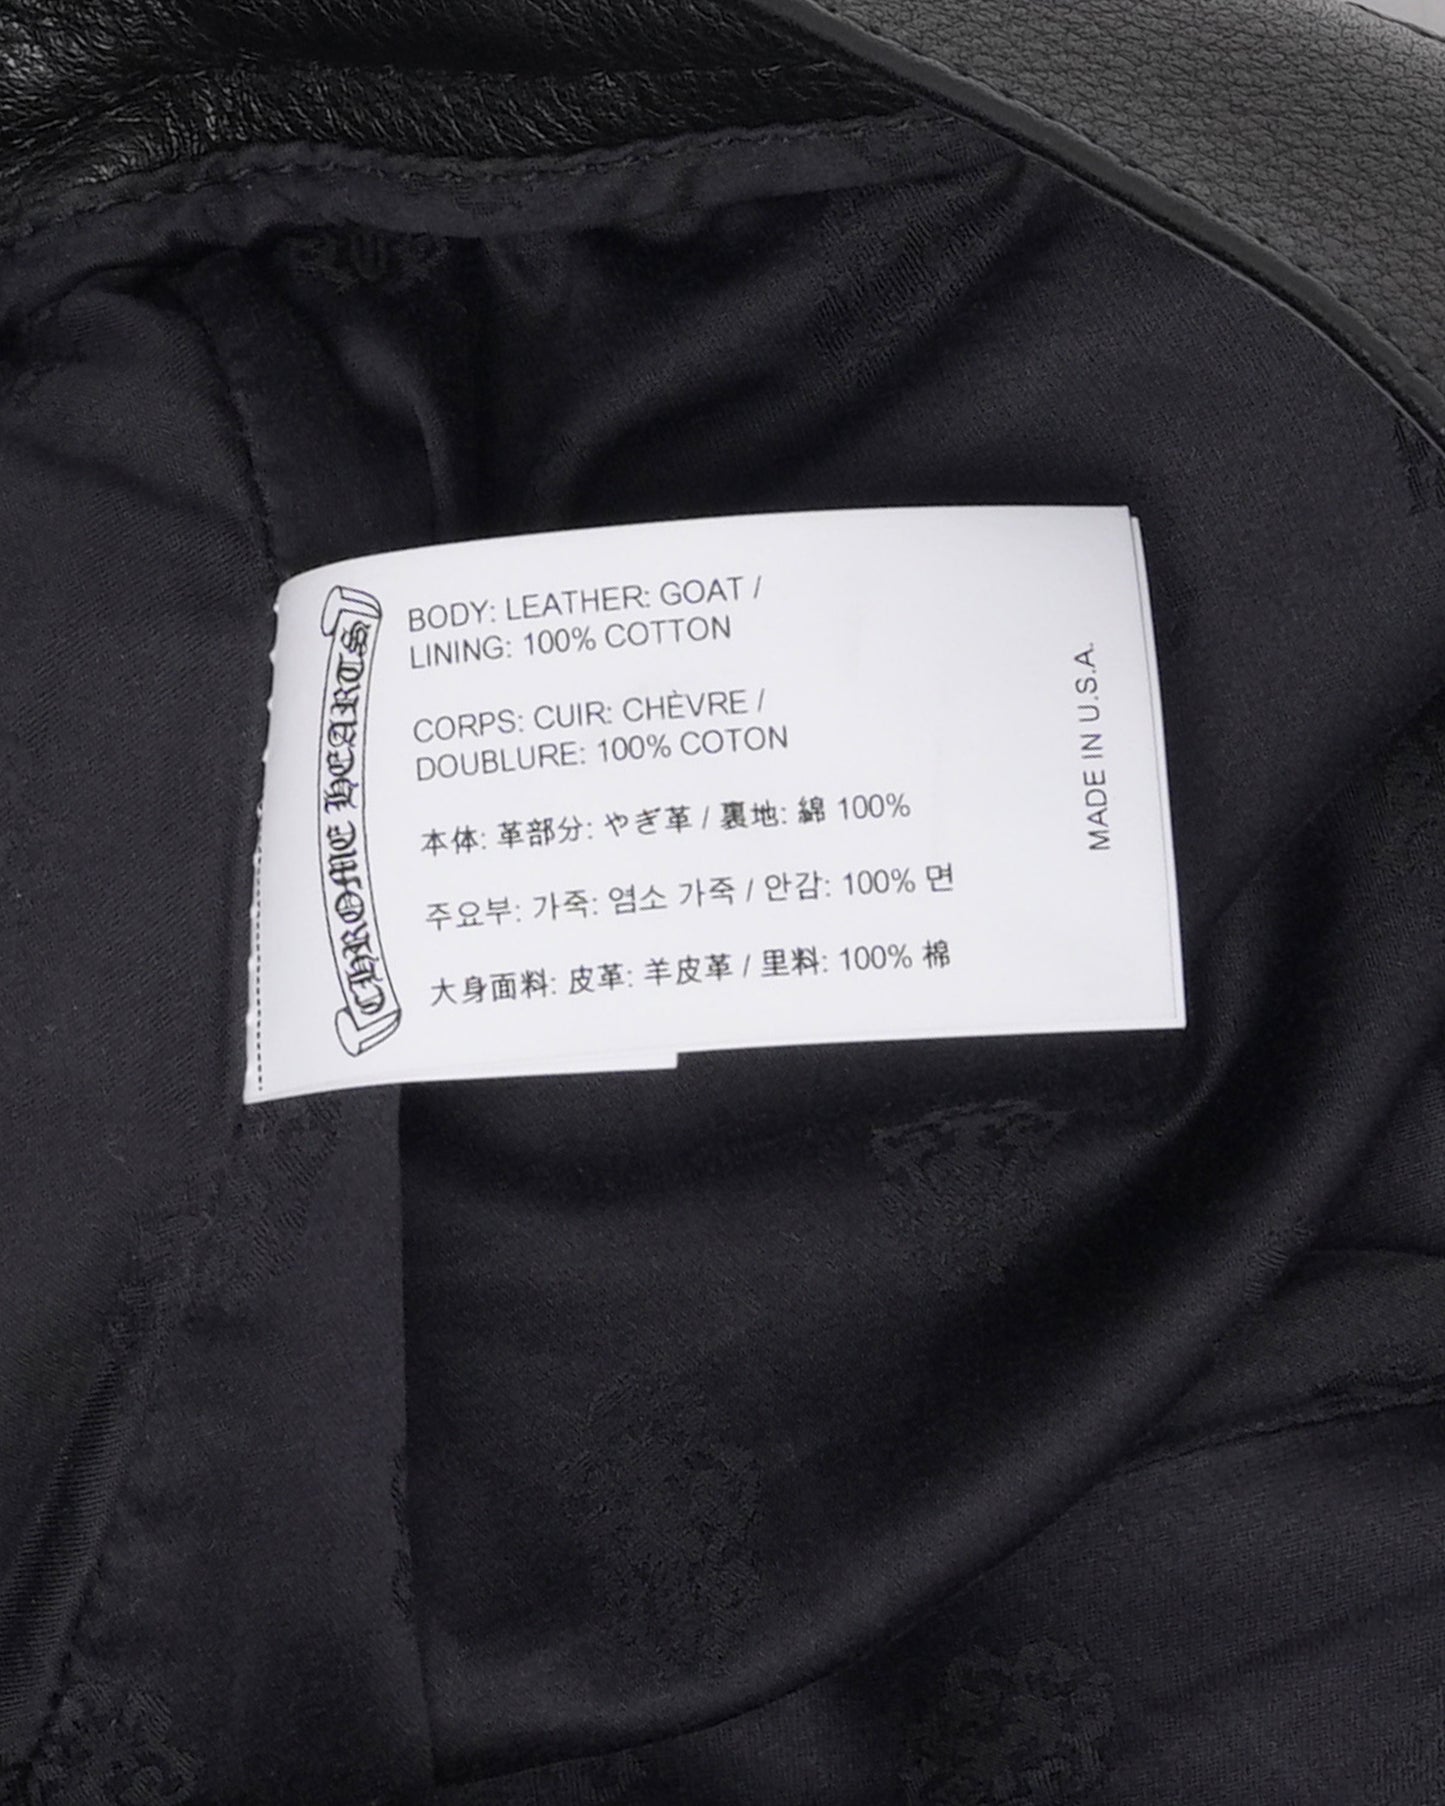 CHROME HEARTS
BODY: LEATHER: GOAT /
LINING: 100% COTTON
CORPS: CUIR: CHÈVRE /
DOUBLURE: 100% COTON
本体: 革部分: やぎ革 / 裏地: 綿 100%
주요부: 가죽: 염소 가죽 / 안감: 100% 면
大身面料: 皮革: 羊皮革 / 里料: 100% 棉
MADE IN U.S.A.